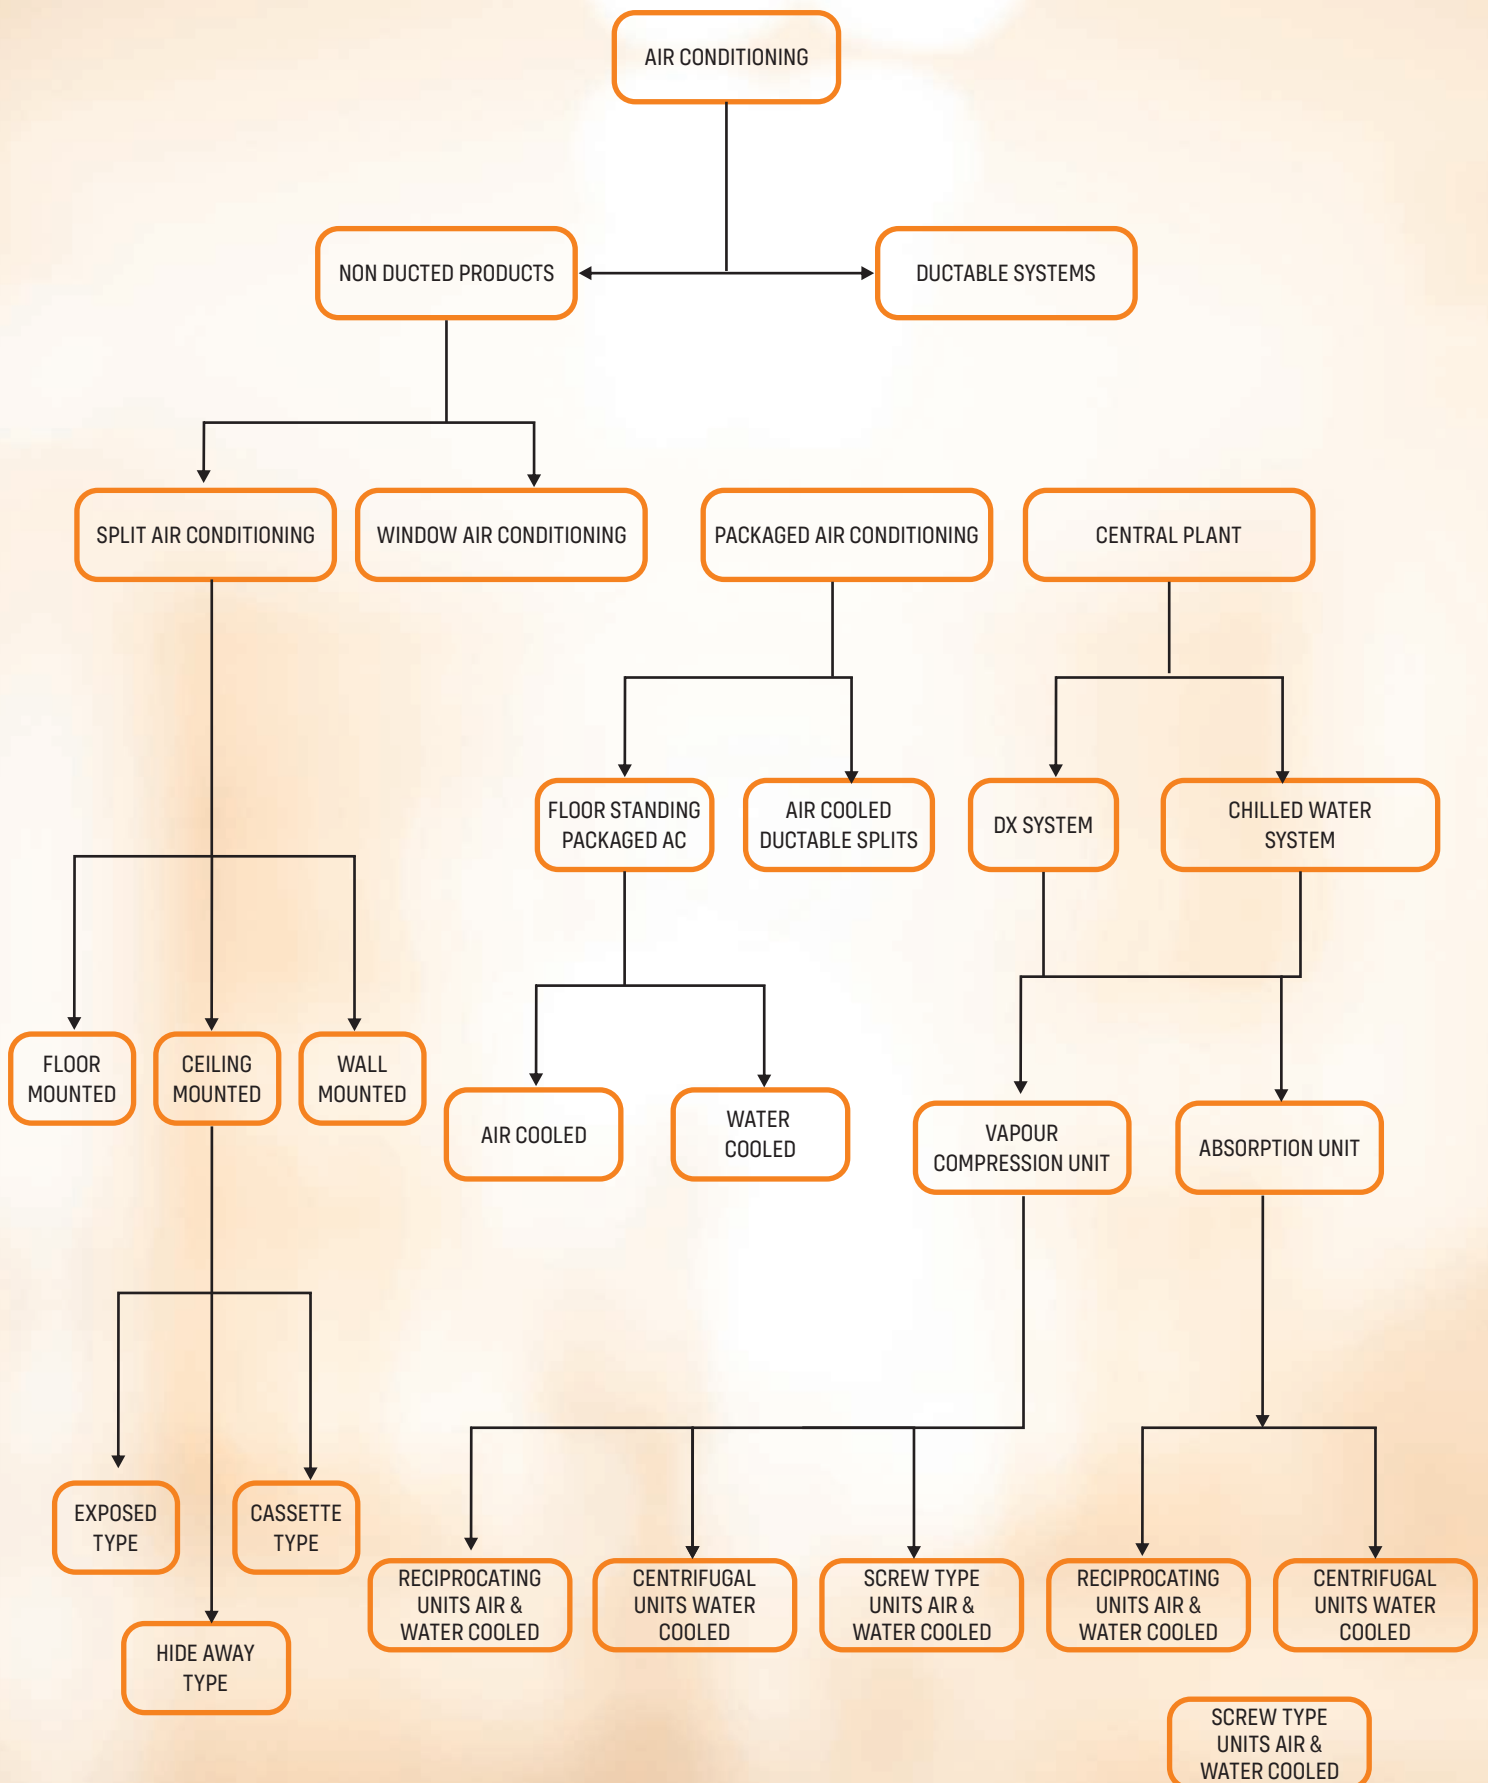 AIR CONDITIONING
NON DUCTED PRODUCTS
DUCTABLE SYSTEMS
SPLIT AIR CONDITIONING
WINDOW AIR CONDITIONING
PACKAGED AIR CONDITIONING
CENTRAL PLANT
FLOOR STANDING
PACKAGED AC
AIR COOLED
DUCTABLE SPLITS
DX SYSTEM
CHILLED WATER
SYSTEM
FLOOR
MOUNTED
CEILING
MOUNTED
WALL
MOUNTED
AIR COOLED
WATER
COOLED
VAPOUR
COMPRESSION UNIT
ABSORPTION UNIT
EXPOSED
TYPE
CASSETTE
TYPE
HIDE AWAY
TYPE
RECIPROCATING
UNITS AIR &
WATER COOLED
CENTRIFUGAL
UNITS WATER
COOLED
SCREW TYPE
UNITS AIR &
WATER COOLED
RECIPROCATING
UNITS AIR &
WATER COOLED
CENTRIFUGAL
UNITS WATER
COOLED
SCREW TYPE
UNITS AIR &
WATER COOLED